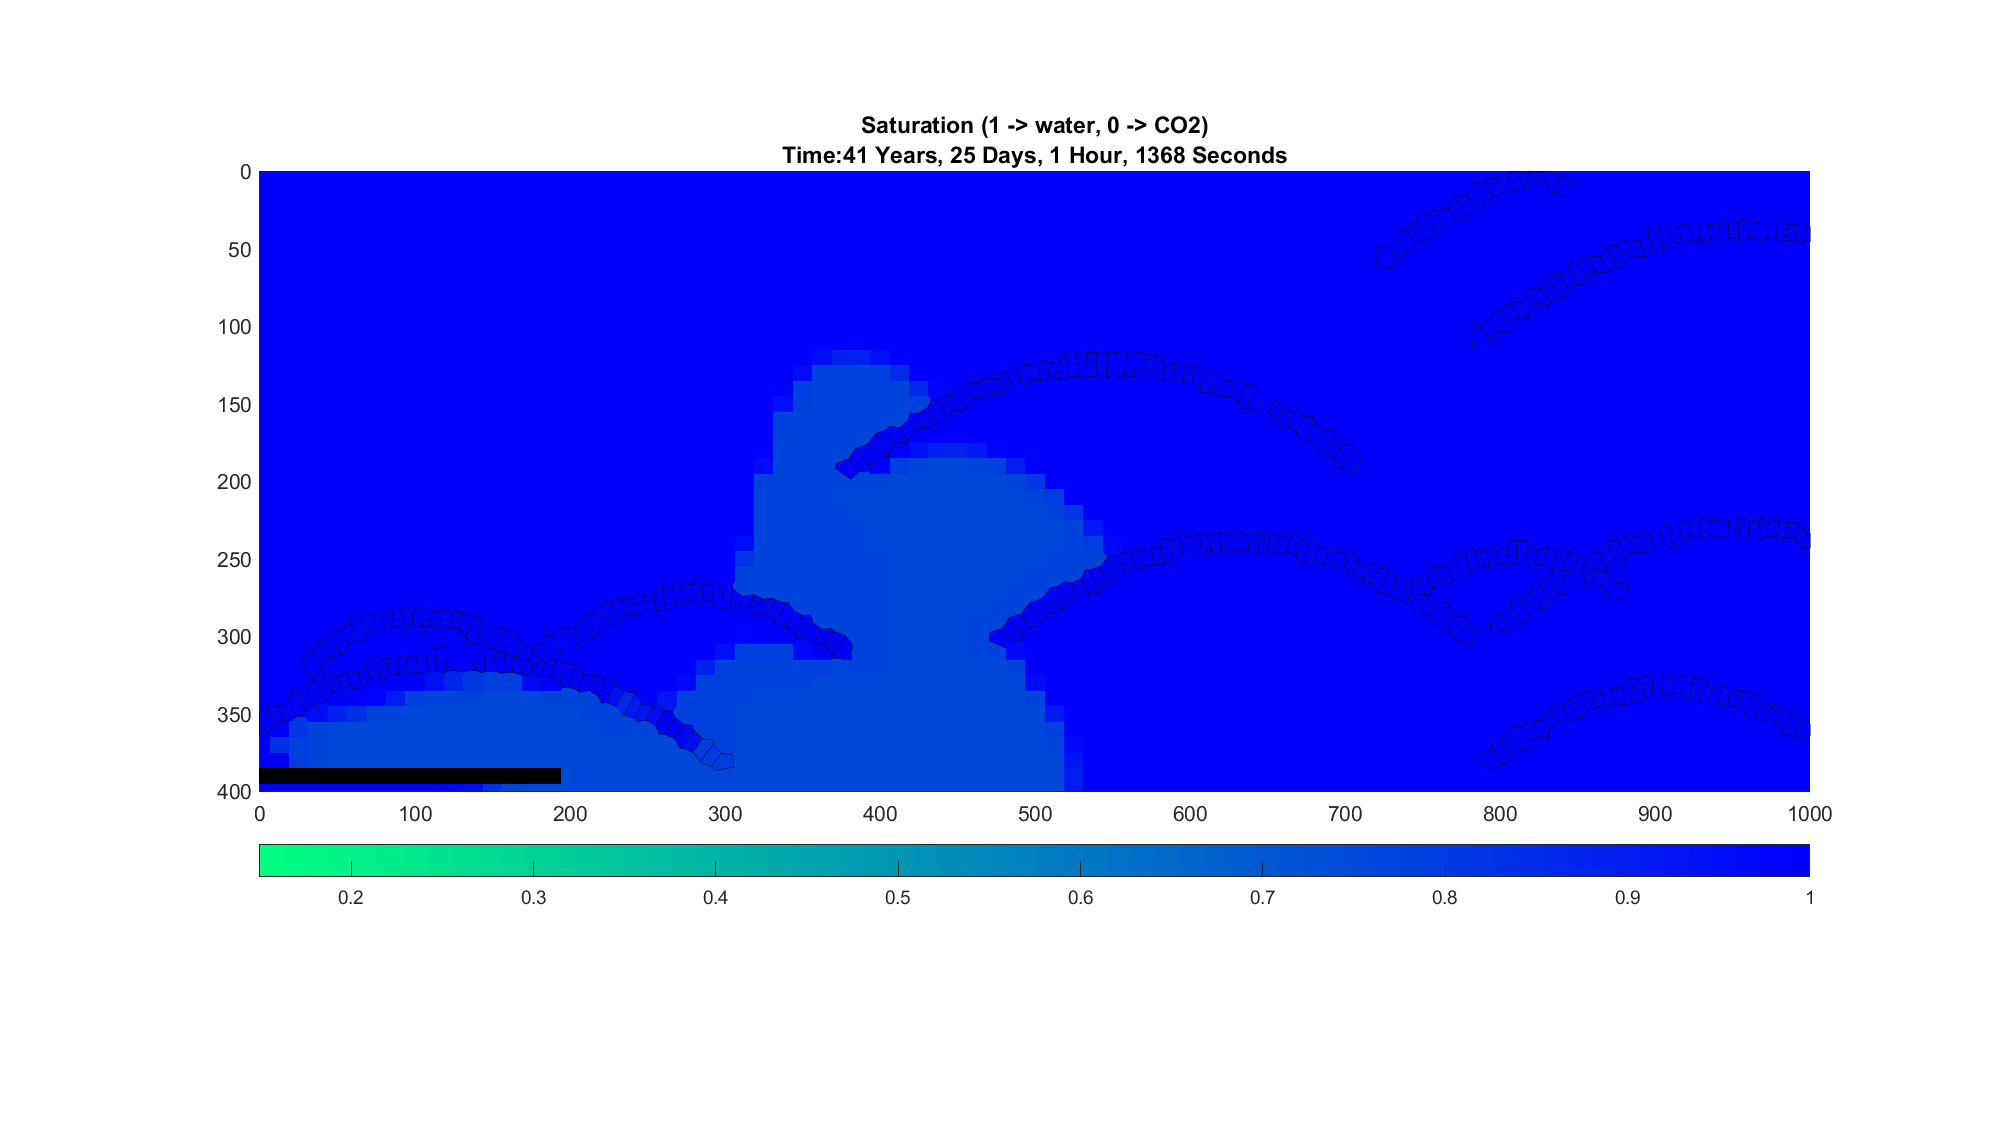 Saturation (1 -> water, 0 -> CO2)
Time:41 Years, 25 Days, 1 Hour, 1368 Seconds
0
50
100
150
200
250
300
350
400
0 100 200 300 400 500 600 700 800 900 1000
0.2 0.3 0.4 0.5 0.6 0.7 0.8 0.9 1